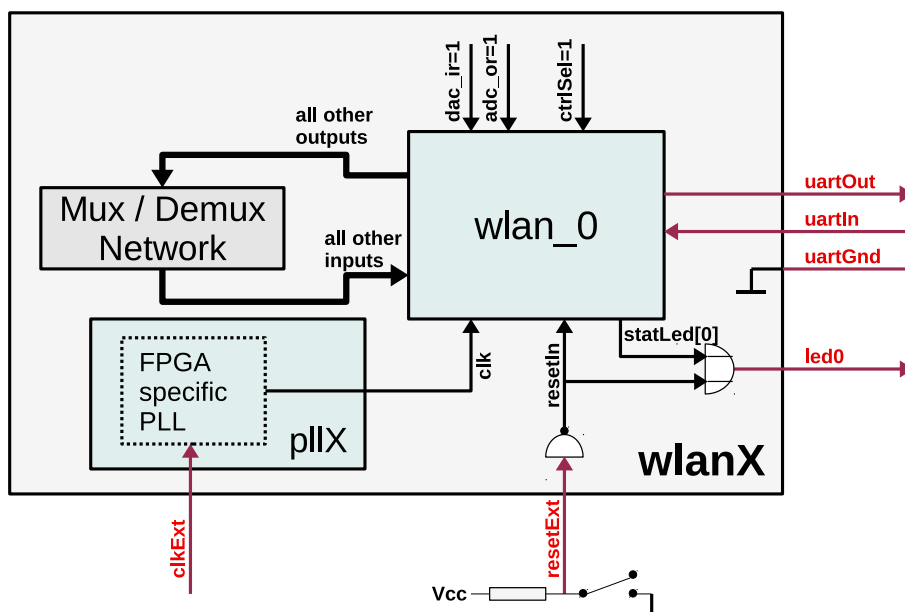 dac_ir=1
adc_or=1
ctrlSel=1
all other
outputs
uartOut
Mux / Demux
Network
wlan_0
uartIn
all other
inputs
uartGnd
statLed[0]
FPGA
specific
PLL
clk
resetIn
led0
pllX
wlanX
clkExt
resetExt
Vcc